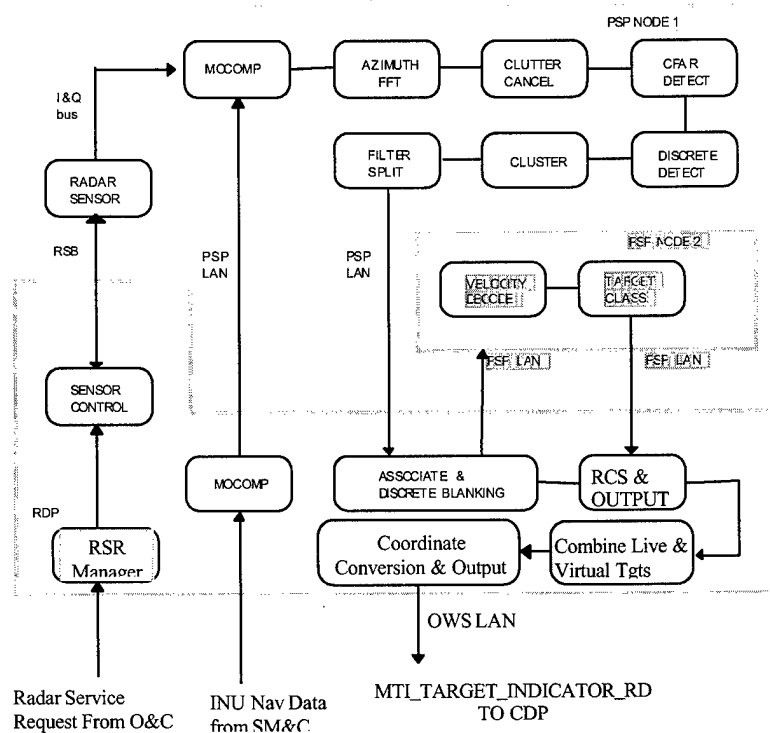 PSP NODE 1
MOCOMP
AZIMUTH
FFT
CLUTTER
CANCEL
CFAR
DETECT
I&Q
bus
FILTER
SPLIT
CLUSTER
DISCRETE
DETECT
RADAR
SENSOR
RSB
PSP
LAN
PSP
LAN
PSP NODE 2
VELOCITY
DECODE
TARGET
CLASS
PSP LAN
PSP LAN
SENSOR
CONTROL
MOCOMP
ASSOCIATE &
DISCRETE BLANKING
RCS &
OUTPUT
RDP
RSR
Manager
Coordinate
Conversion & Output
Combine Live &
Virtual Tgts
OWS LAN
Radar Service
Request From O&C
INU Nav Data
from SM&C
MTI_TARGET_INDICATOR_RD
TO CDP